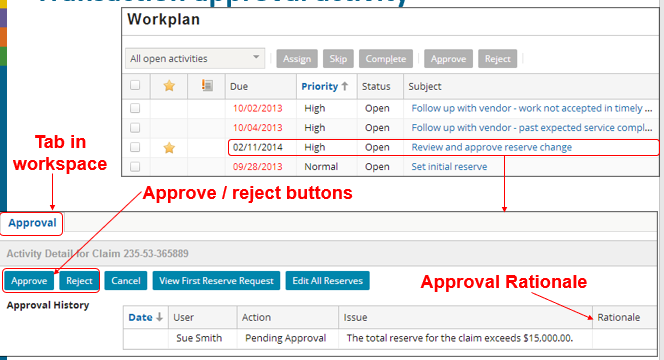 Transaction approval activity
Workplan
All open activities Assign Skip Complete Approve Reject
Due Priority ↑ Status Subject
10/02/2013 High Open Follow up with vendor - work not accepted in timely ...
10/04/2013 High Open Follow up with vendor - past expected service compl...
02/11/2014 High Open Review and approve reserve change
09/28/2013 Normal Open Set initial reserve
Tab in
workspace
Approve / reject buttons
Approval
Activity Detail for Claim 235-53-365889
Approve Reject Cancel View First Reserve Request Edit All Reserves
Approval Rationale
Approval History
Date ↓ User Action Issue Rationale
Sue Smith Pending Approval The total reserve for the claim exceeds $15,000.00.